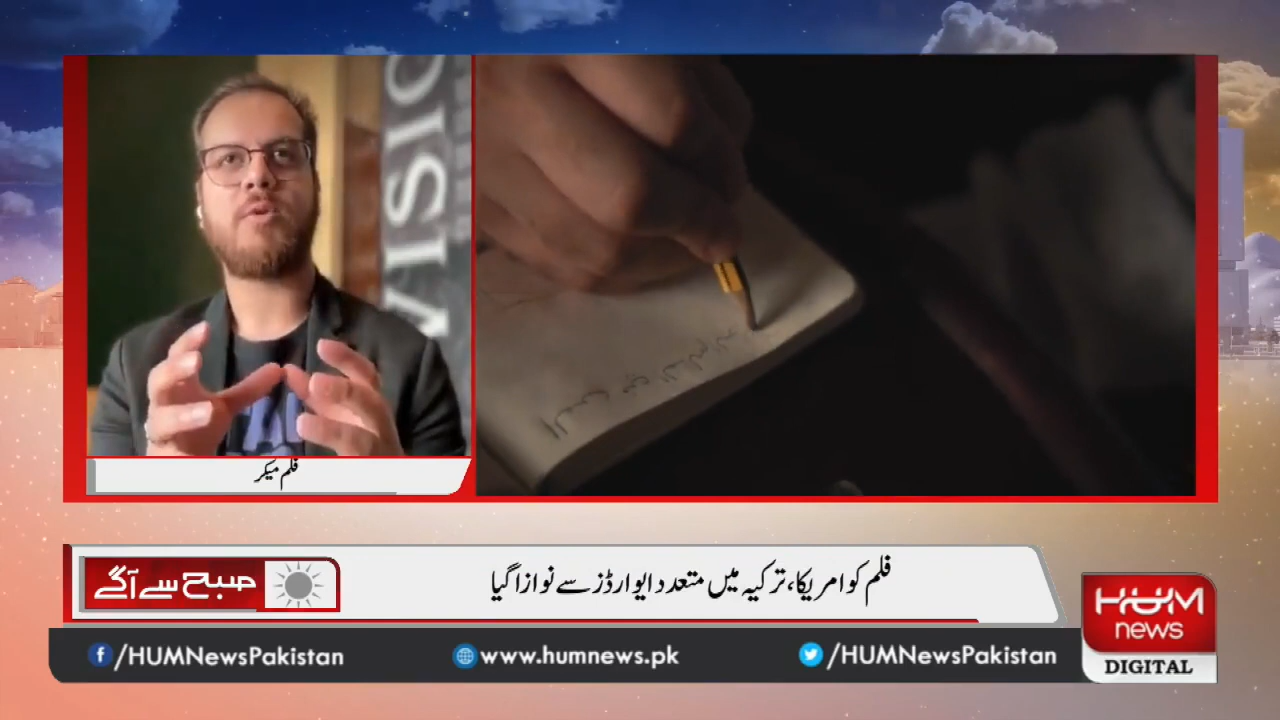 VISIO
فلم میکر
صبح سے آگے
فلم کو امریکا، ترکیہ میں متعدد ایوارڈز سے نوازا گیا
HUM
news
DIGITAL
/HUMNewsPakistan
www.humnews.pk
/HUMNewsPakistan